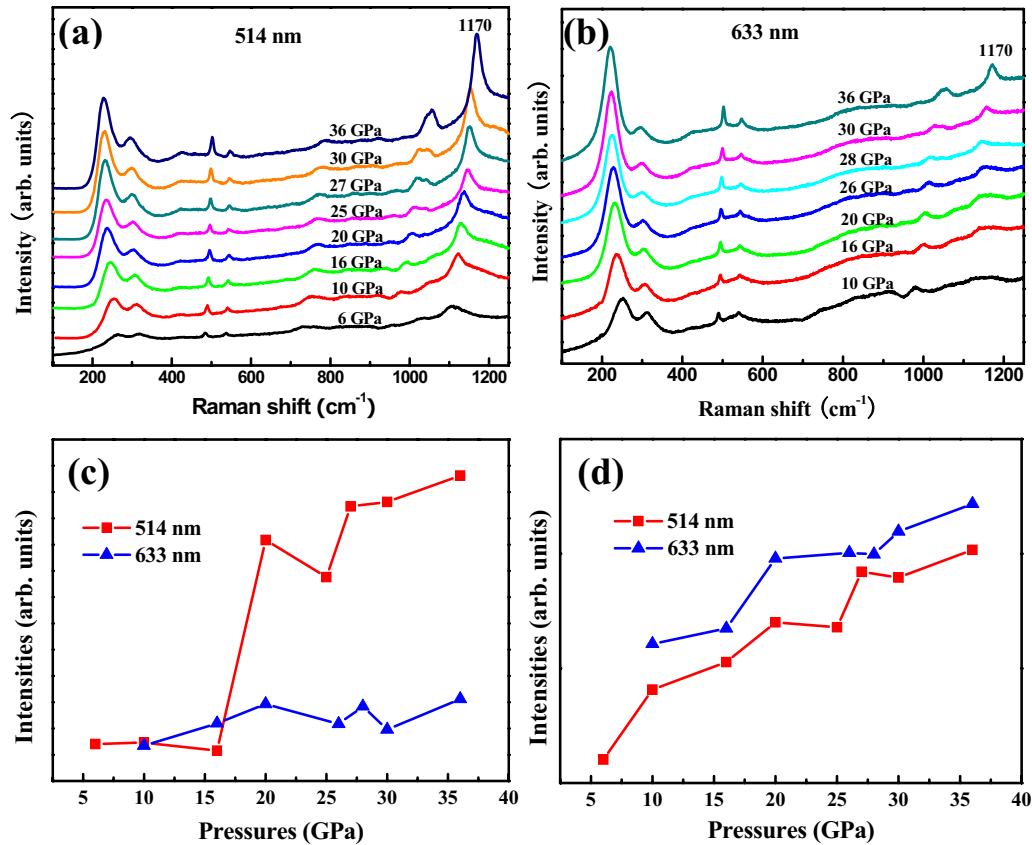 (a)
514 nm
1170
36 GPa
30 GPa
27 GPa
25 GPa
20 GPa
16 GPa
10 GPa
6 GPa
Intensity (arb. units)
200 400 600 800 1000 1200
Raman shift (cm-1)
(b)
633 nm
1170
36 GPa
30 GPa
28 GPa
26 GPa
20 GPa
16 GPa
10 GPa
Intensity (arb. units)
200 400 600 800 1000 1200
Raman shift (cm-1)
(c)
514 nm
633 nm
Intensities (arb. units)
5 10 15 20 25 30 35 40
Pressures (GPa)
(d)
514 nm
633 nm
Intensities (arb. units)
5 10 15 20 25 30 35 40
Pressures (GPa)